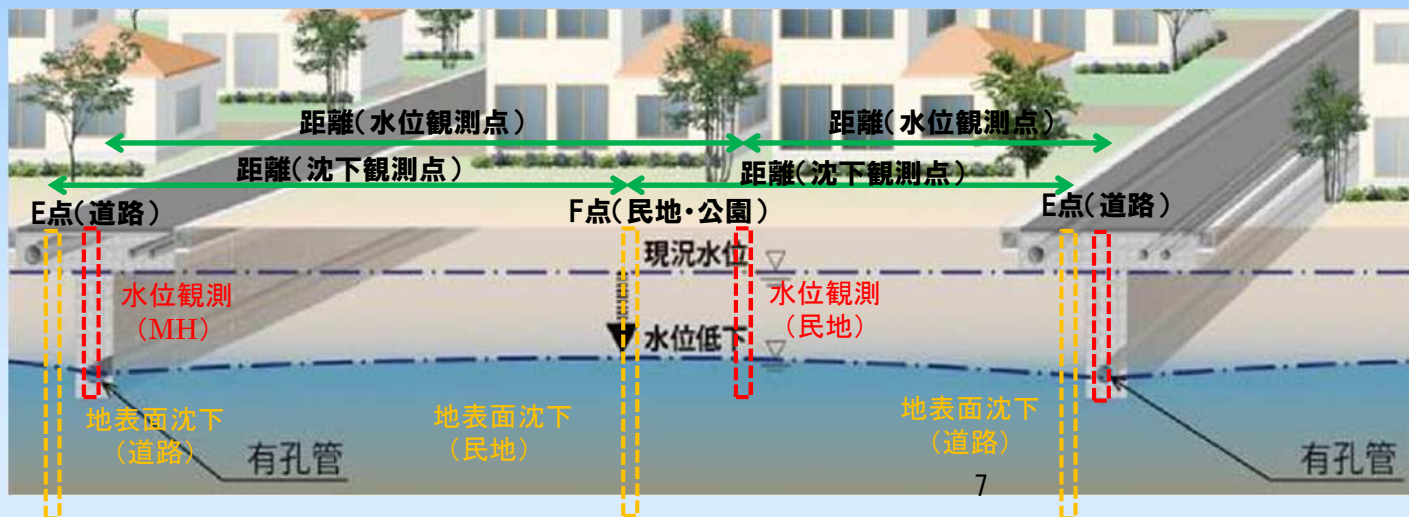 距離(水位観測点)
距離(水位観測点)
距離(沈下観測点)
距離(沈下観測点)
E点(道路)
F点(民地・公園)
E点(道路)
現況水位
水位観測
(MH)
水位観測
(民地)
水位低下
地表面沈下
(道路)
地表面沈下
(民地)
地表面沈下
(道路)
有孔管
有孔管
7